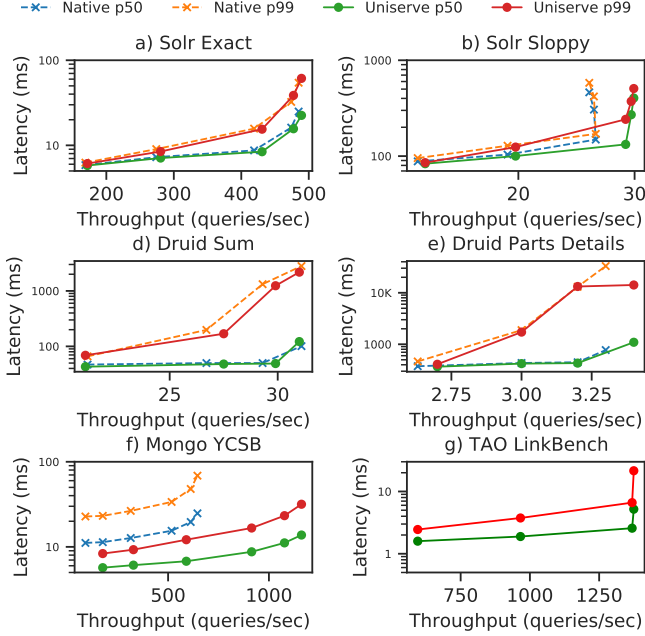 Native p50 Native p99 Uniserve p50 Uniserve p99
a) Solr Exact
b) Solr Sloppy
Latency (ms)
100
10
200 300 400 500
Throughput (queries/sec)
Latency (ms)
1000
100
20 30
Throughput (queries/sec)
d) Druid Sum
e) Druid Parts Details
Latency (ms)
1000
100
25 30
Throughput (queries/sec)
Latency (ms)
10K
1000
2.75 3.00 3.25
Throughput (queries/sec)
f) Mongo YCSB
g) TAO LinkBench
Latency (ms)
100
10
500 1000
Throughput (queries/sec)
Latency (ms)
10
1
750 1000 1250
Throughput (queries/sec)